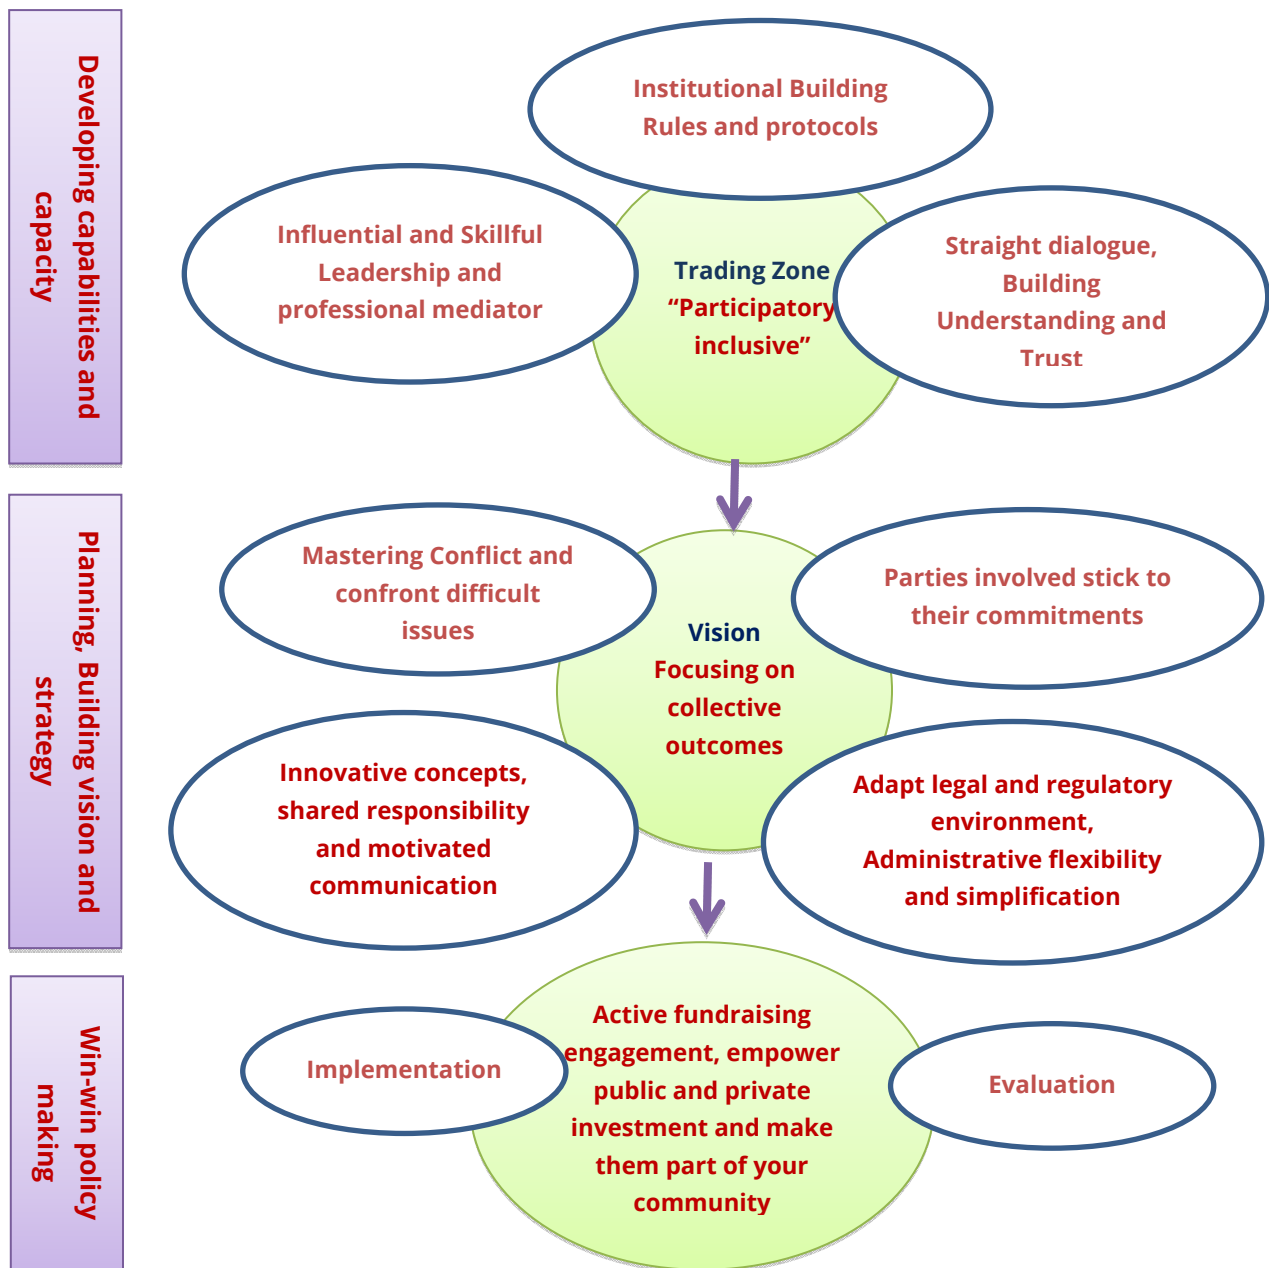 Developing capabilities and
capacity
Institutional Building
Rules and protocols
Influential and Skillful
Leadership and
professional mediator
Trading Zone
“Participatory
inclusive”
Straight dialogue,
Building
Understanding and
Trust
Planning, Building vision and
strategy
Mastering Conflict and
confront difficult
issues
Parties involved stick to
their commitments
Vision
Focusing on
collective
outcomes
Innovative concepts,
shared responsibility
and motivated
communication
Adapt legal and regulatory
environment,
Administrative flexibility
and simplification
Win-win policy
making
Implementation
Active fundraising
engagement, empower
public and private
investment and make
them part of your
community
Evaluation